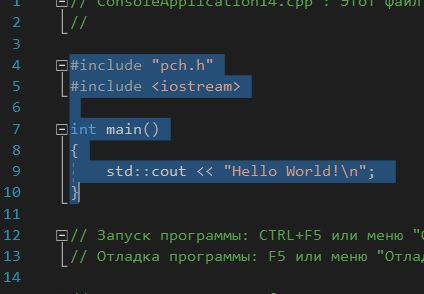 1 // ConsoleApplication14.cpp : Этот файл
2 //
3
4 #include "pch.h"
5 #include <iostream>
6
7 int main()
8 {
9 std::cout << "Hello World!\n";
10 }
11
12 // Запуск программы: CTRL+F5 или меню "О
13 // Отладка программы: F5 или меню "Отлад
14